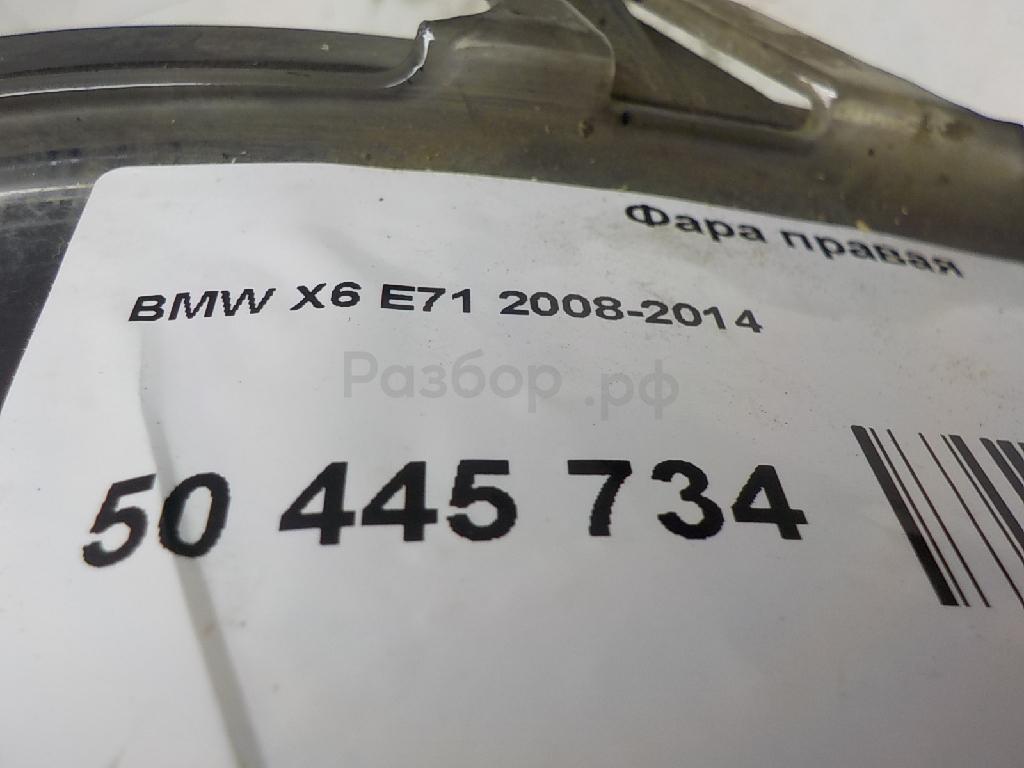 Фара правая
BMW X6 E71 2008-2014
Разбор.рф
50 445 734